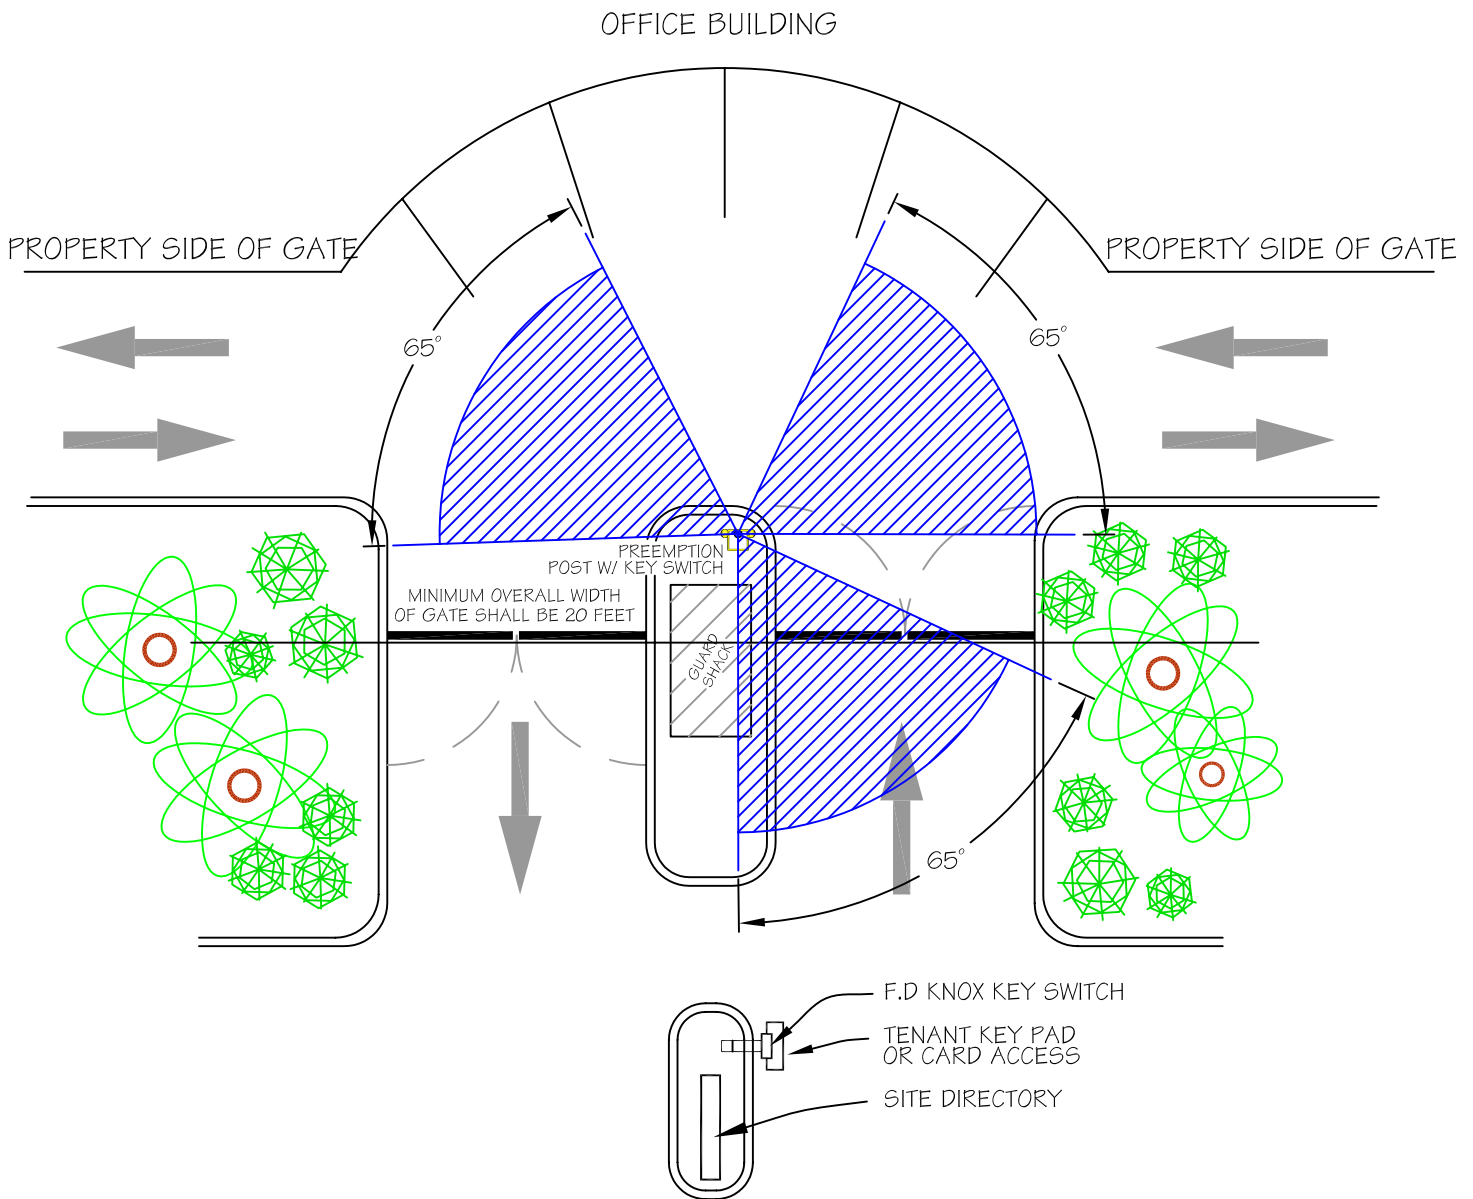 OFFICE BUILDING
PROPERTY SIDE OF GATE
PROPERTY SIDE OF GATE
65°
65°
PREEMPTION
POST W/ KEY SWITCH
MINIMUM OVERALL WIDTH
OF GATE SHALL BE 20 FEET
GUARD
SHACK
65°
F.D KNOX KEY SWITCH
TENANT KEY PAD
OR CARD ACCESS
SITE DIRECTORY